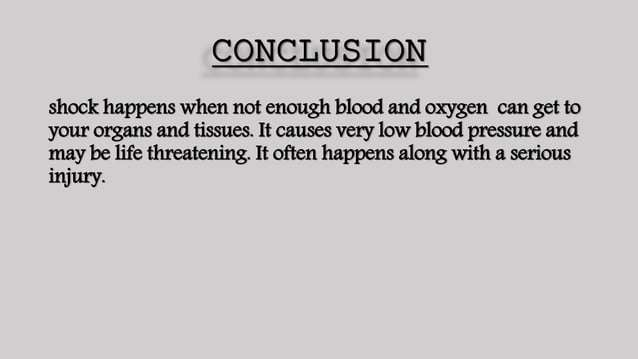 CONCLUSION
shock happens when not enough blood and oxygen  can get to
your organs and tissues. It causes very low blood pressure and
may be life threatening. It often happens along with a serious
injury.